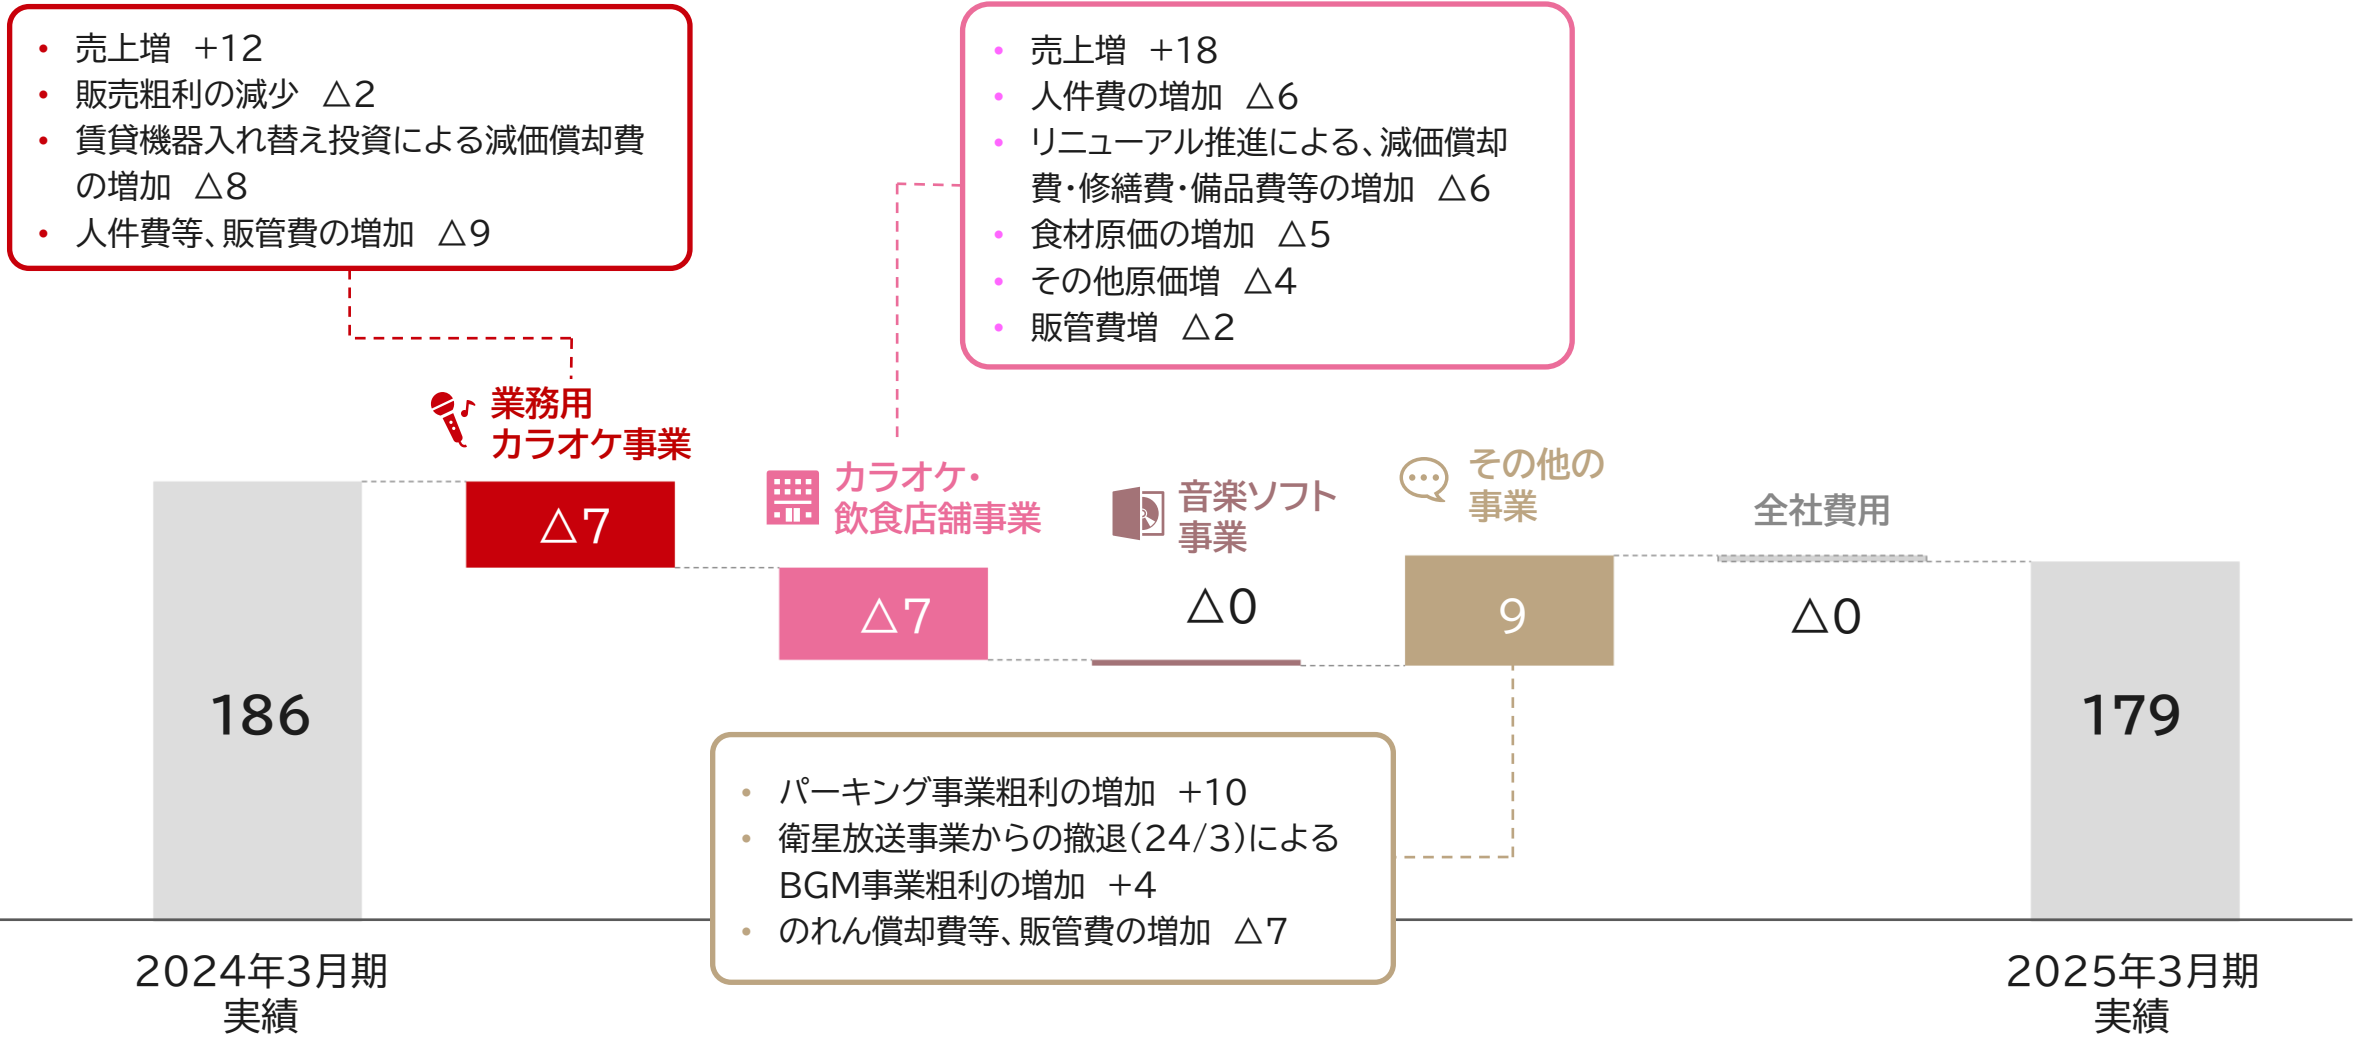 ・ 売上増 +12
・ 販売粗利の減少 △2
・ 賃貸機器入れ替え投資による減価償却費
の増加 △8
・ 人件費等、販管費の増加 △9
・ 売上増 +18
・ 人件費の増加 △6
・ リニューアル推進による、減価償却
費・修繕費・備品費等の増加 △6
・ 食材原価の増加 △5
・ その他原価増 △4
・ 販管費増 △2
業務用
カラオケ事業
カラオケ・
飲食店舗事業
音楽ソフト
事業
その他の
事業
全社費用
186
△7
△7
△0
9
△0
179
・ パーキング事業粗利の増加 +10
・ 衛星放送事業からの撤退(24/3)による
BGM事業粗利の増加 +4
・ のれん償却費等、販管費の増加 △7
2024年3月期
実績
2025年3月期
実績